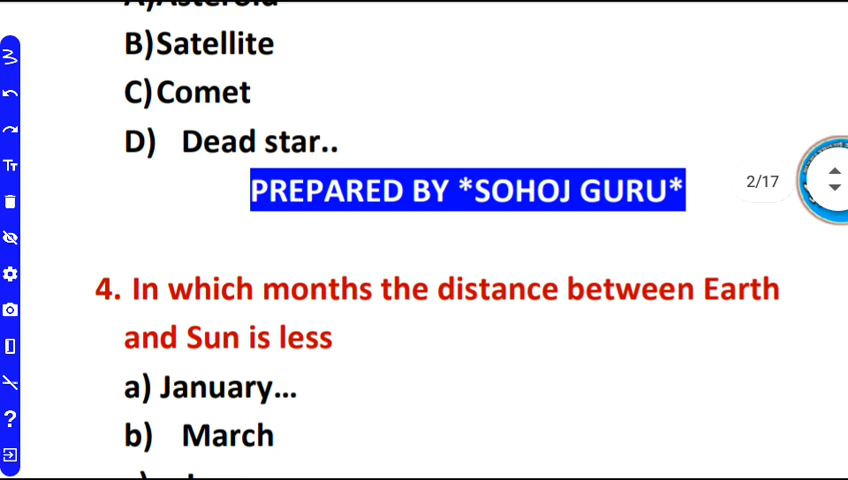 A)Asteroid
B)Satellite
C)Comet
D) Dead star..
PREPARED BY *SOHOJ GURU*
2/17
4. In which months the distance between Earth
and Sun is less
a) January...
b) March